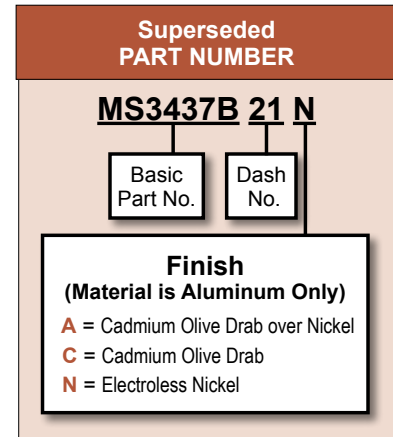 Superseded
PART NUMBER
MS3437B 21 N
Basic
Part No.
Dash
No.
Finish
(Material is Aluminum Only)
A = Cadmium Olive Drab over Nickel
C = Cadmium Olive Drab
N = Electroless Nickel